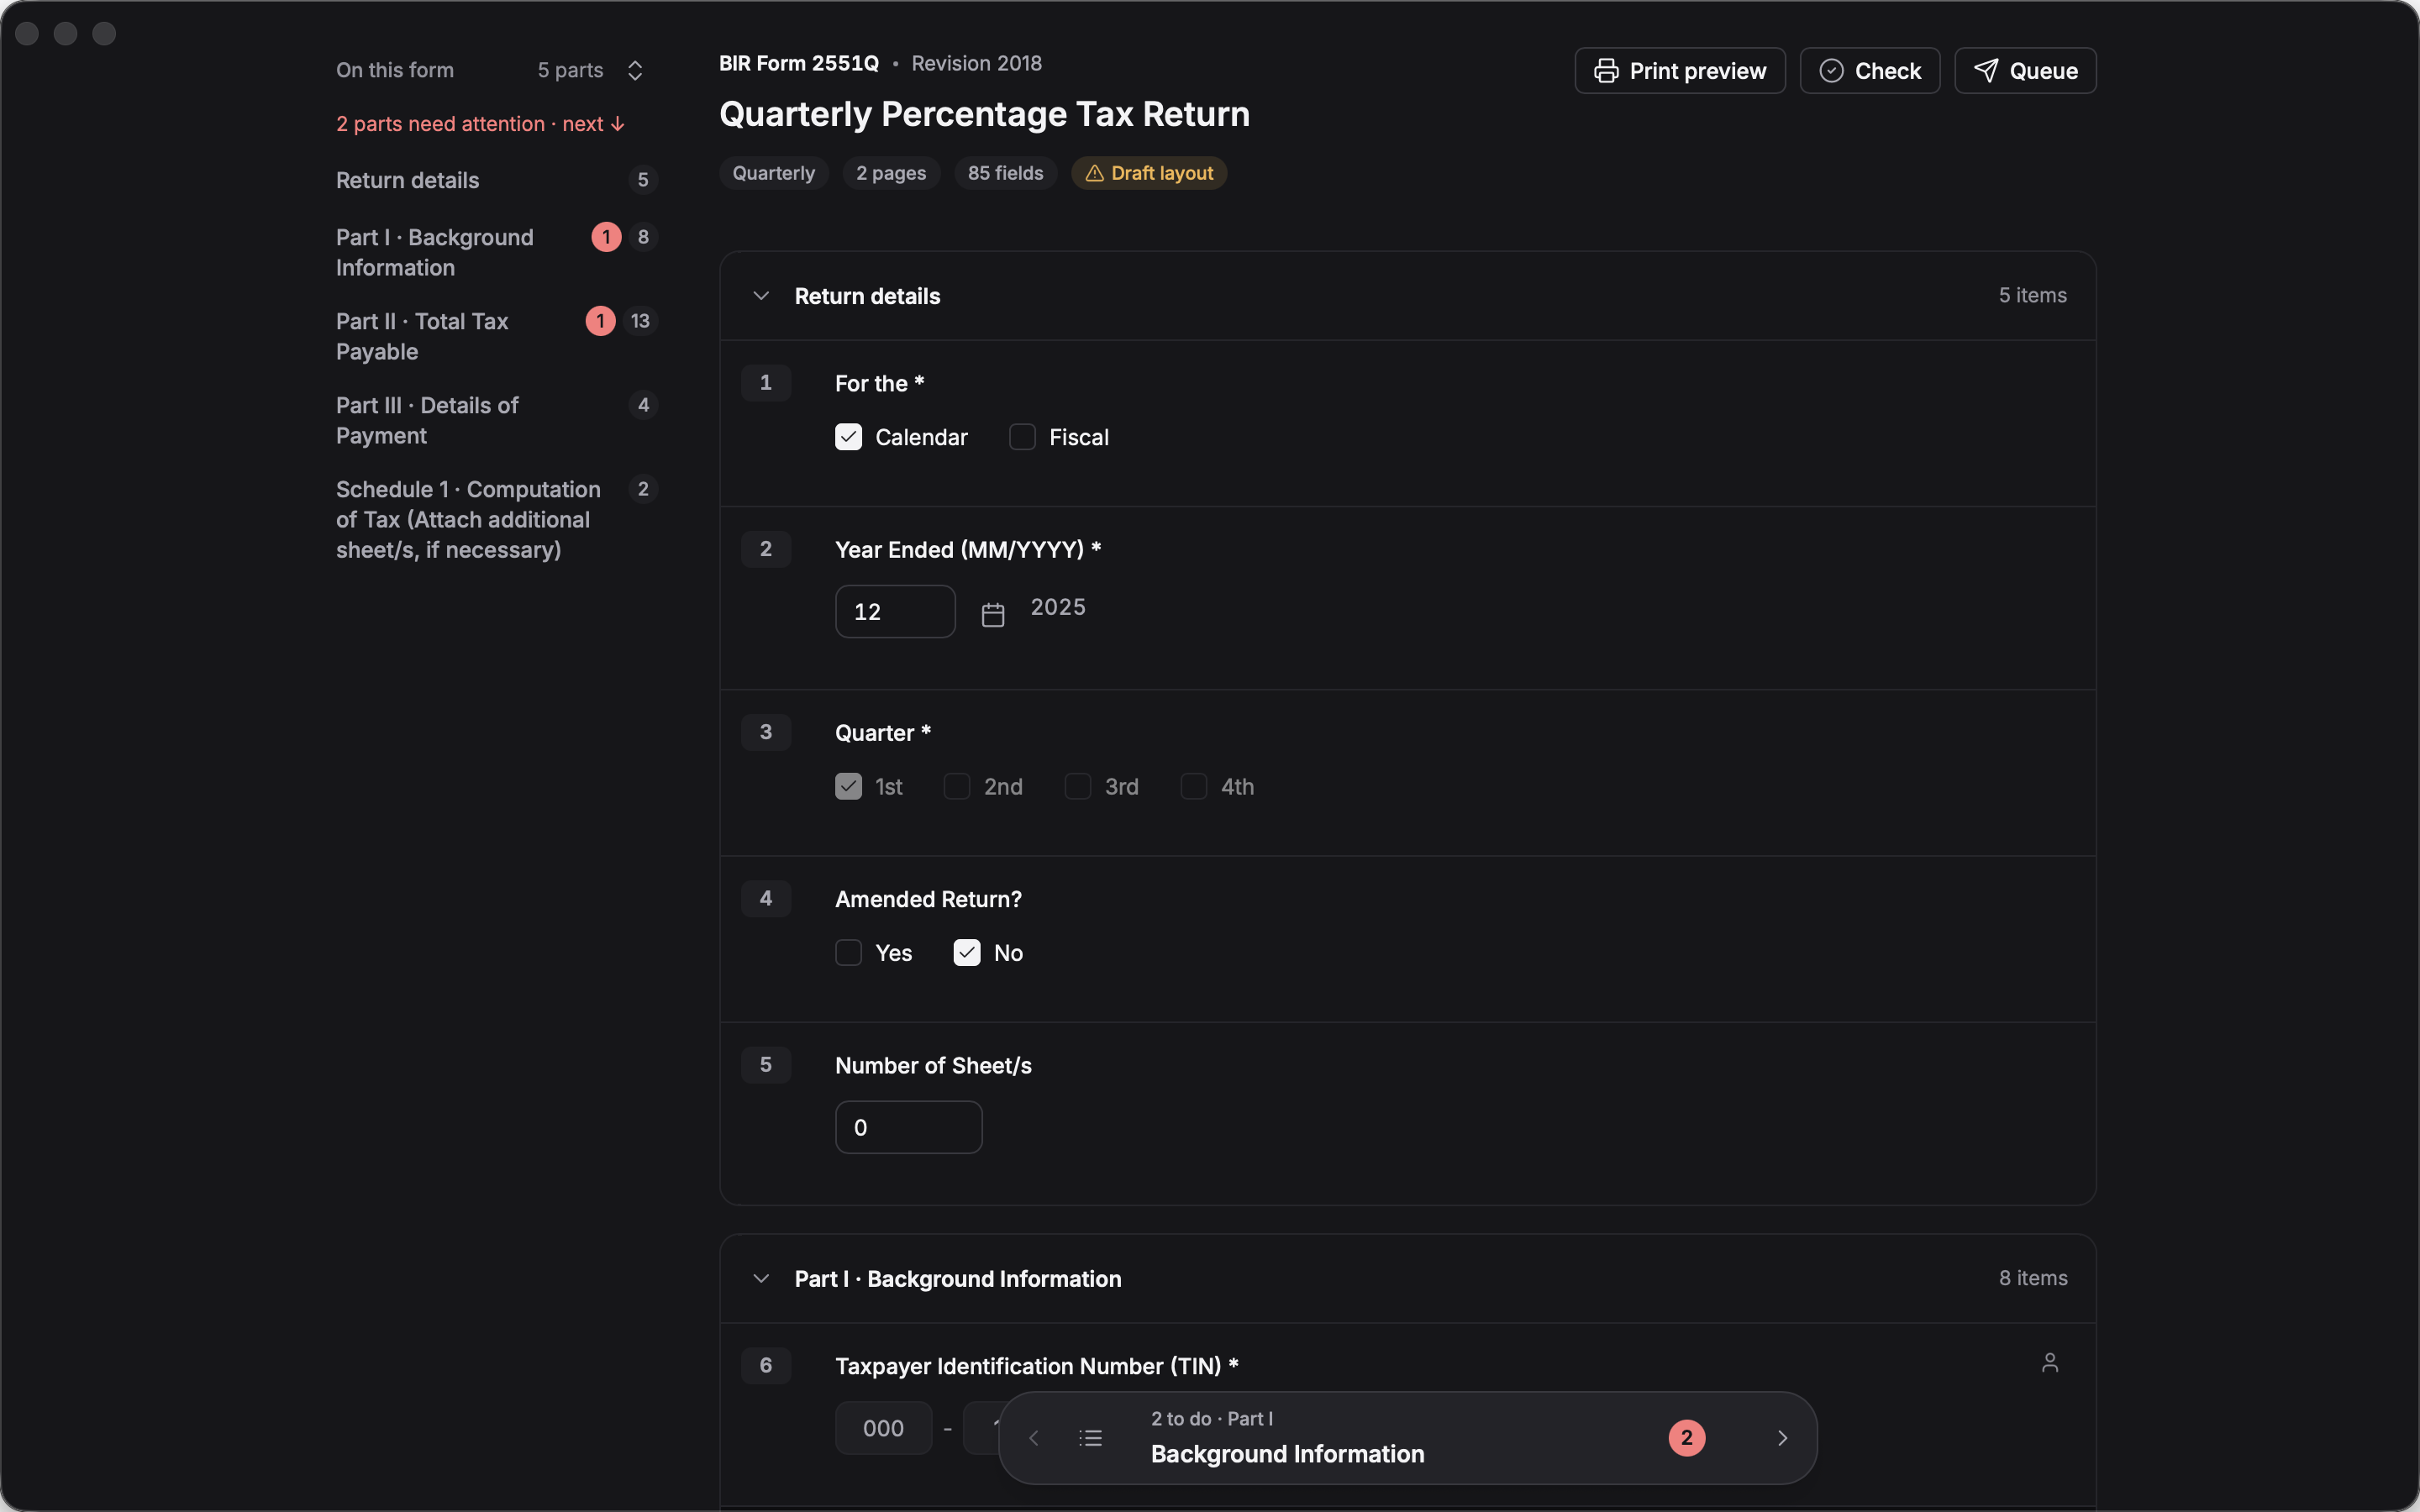 On this form 5 parts
2 parts need attention · next ↓
Return details 5
Part I · Background 1 8
Information
Part II · Total Tax 1 13
Payable
Part III · Details of 4
Payment
Schedule 1 · Computation 2
of Tax (Attach additional
sheet/s, if necessary)
BIR Form 2551Q • Revision 2018
Print preview Check Queue
Quarterly Percentage Tax Return
Quarterly 2 pages 85 fields Draft layout
Return details 5 items
1 For the *
Calendar Fiscal
2 Year Ended (MM/YYYY) *
12 2025
3 Quarter *
1st 2nd 3rd 4th
4 Amended Return?
Yes No
5 Number of Sheet/s
0
Part I · Background Information 8 items
6 Taxpayer Identification Number (TIN) *
000 -
2 to do · Part I
Background Information 2